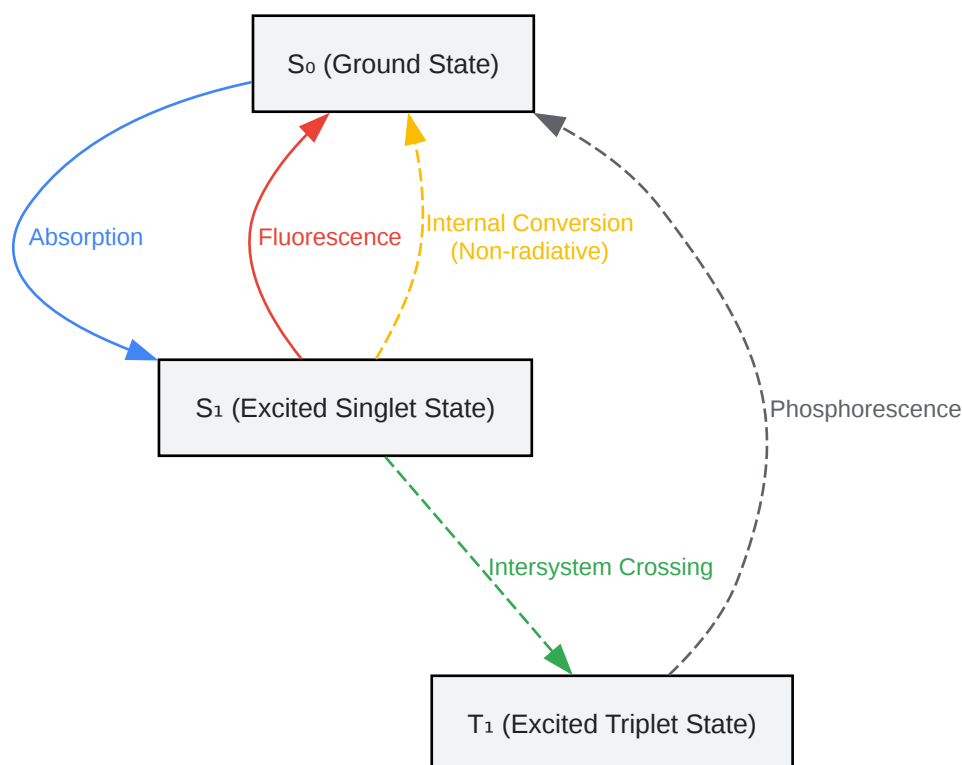 S₀ (Ground State)
Absorption
Fluorescence
Internal Conversion
(Non-radiative)
S₁ (Excited Singlet State)
Phosphorescence
Intersystem Crossing
T₁ (Excited Triplet State)